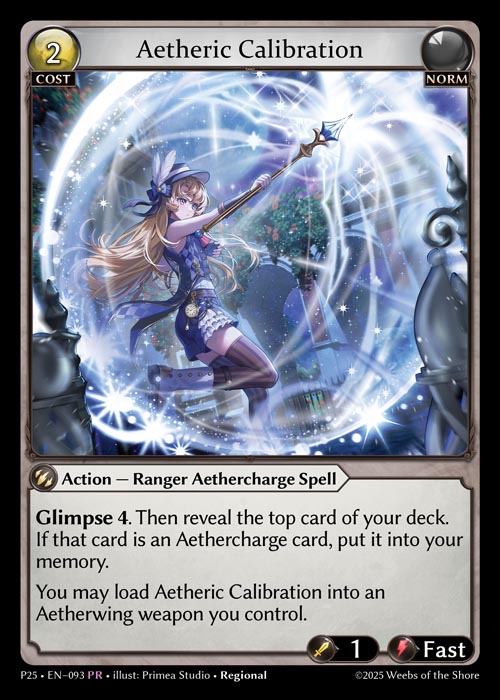 2
Aetheric Calibration
COST
NORM
Action — Ranger Aethercharge Spell
Glimpse 4. Then reveal the top card of your deck.
If that card is an Aethercharge card, put it into your
memory.
You may load Aetheric Calibration into an
Aetherwing weapon you control.
1
Fast
P25 • EN–093 PR • illust: Primea Studio • Regional
©2025 Weebs of the Shore